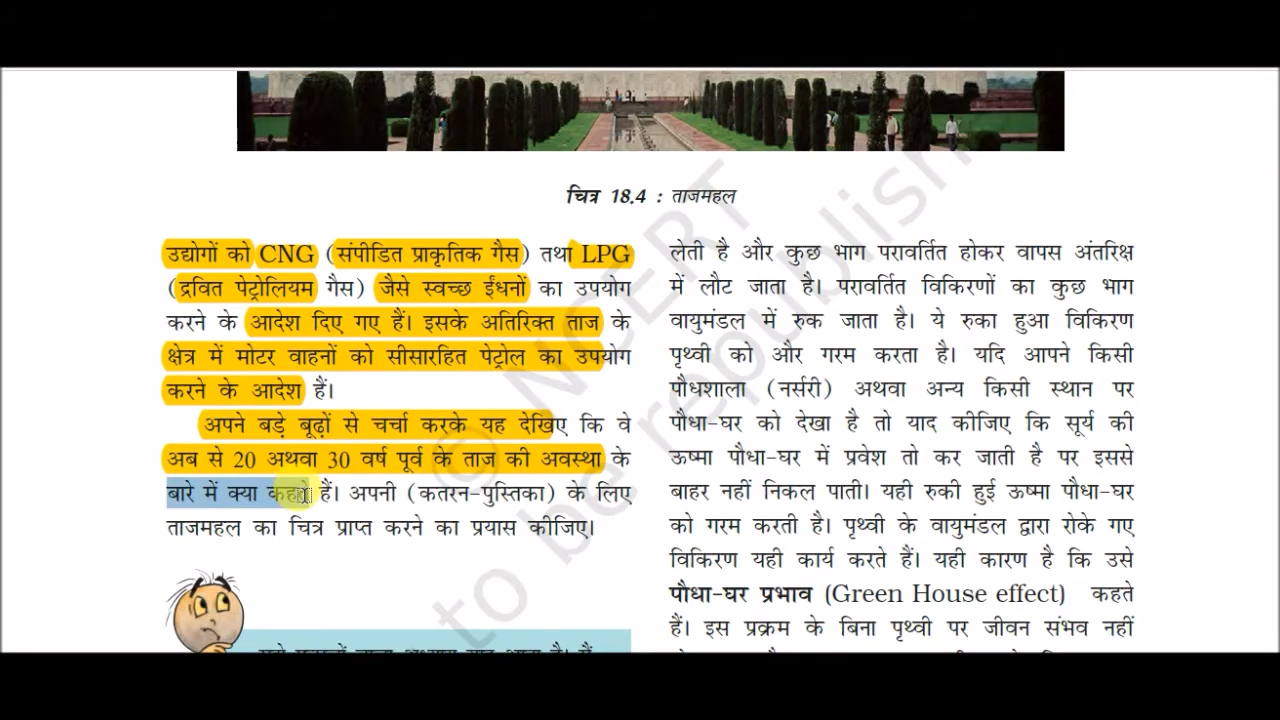 चित्र 18.4 : ताजमहल
उद्योगों को CNG (संपीडित प्राकृतिक गैस) तथा LPG
(द्रवित पेट्रोलियम गैस) जैसे स्वच्छ ईंधनों का उपयोग
करने के आदेश दिए गए हैं। इसके अतिरिक्त ताज के
क्षेत्र में मोटर वाहनों को सीसारहित पेट्रोल का उपयोग
करने के आदेश हैं।
अपने बड़े बूढ़ों से चर्चा करके यह देखिए कि वे
अब से 20 अथवा 30 वर्ष पूर्व के ताज की अवस्था के
बारे में क्या कहते हैं। अपनी (कतरन-पुस्तिका) के लिए
ताजमहल का चित्र प्राप्त करने का प्रयास कीजिए।
लेती है और कुछ भाग परावर्तित होकर वापस अंतरिक्ष
में लौट जाता है। परावर्तित विकिरणों का कुछ भाग
वायुमंडल में रुक जाता है। ये रुका हुआ विकिरण
पृथ्वी को और गरम करता है। यदि आपने किसी
पौधशाला (नर्सरी) अथवा अन्य किसी स्थान पर
पौधा-घर को देखा है तो याद कीजिए कि सूर्य की
ऊष्मा पौधा-घर में प्रवेश तो कर जाती है पर इससे
बाहर नहीं निकल पाती। यही रुकी हुई ऊष्मा पौधा-घर
को गरम करती है। पृथ्वी के वायुमंडल द्वारा रोके गए
विकिरण यही कार्य करते हैं। यही कारण है कि उसे
पौधा-घर प्रभाव (Green House effect) कहते
हैं। इस प्रक्रम के बिना पृथ्वी पर जीवन संभव नहीं
© NCERT
to be republish